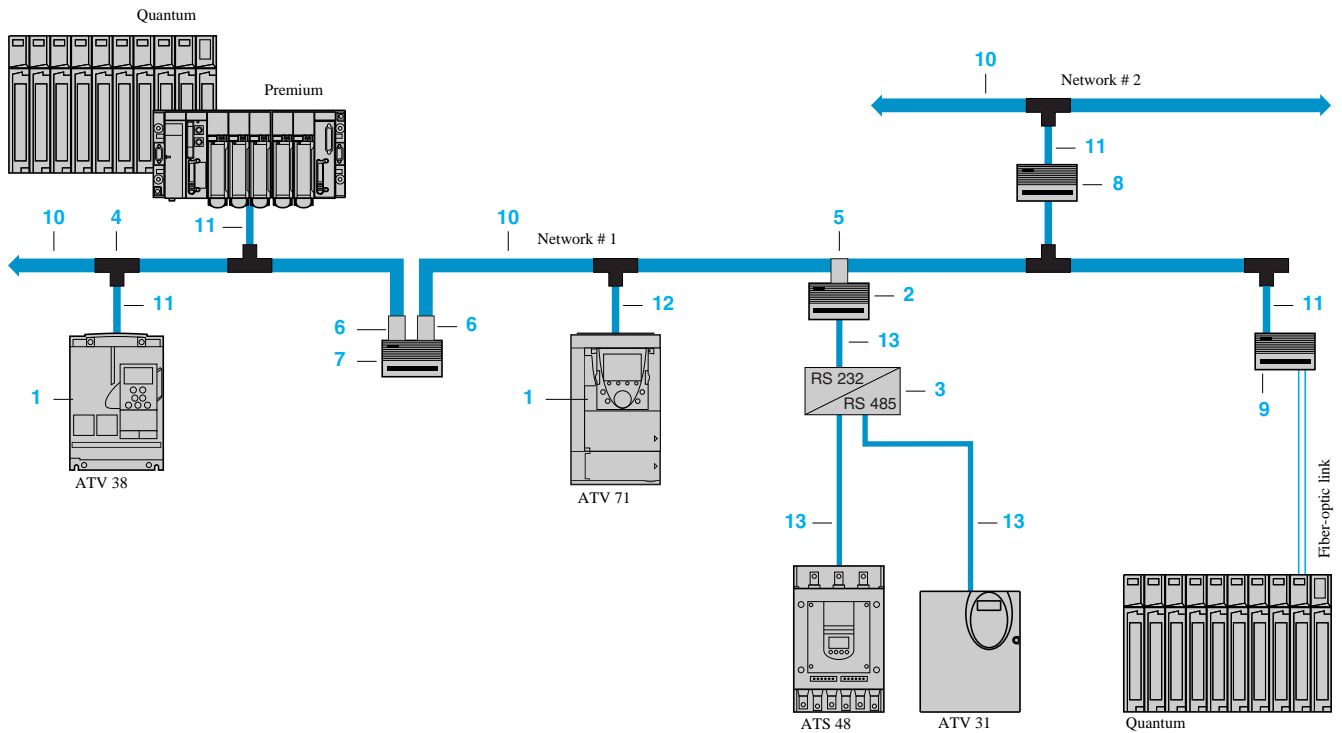 Quantum
10
Network # 2
Premium
11
8
10
4
11
10
Network # 1
5
11
12
2
11
6
6
13
7
1
1
RS 232
RS 485
3
9
ATV 38
ATV 71
Fiber-optic link
13
13
ATS 48
ATV 31
Quantum